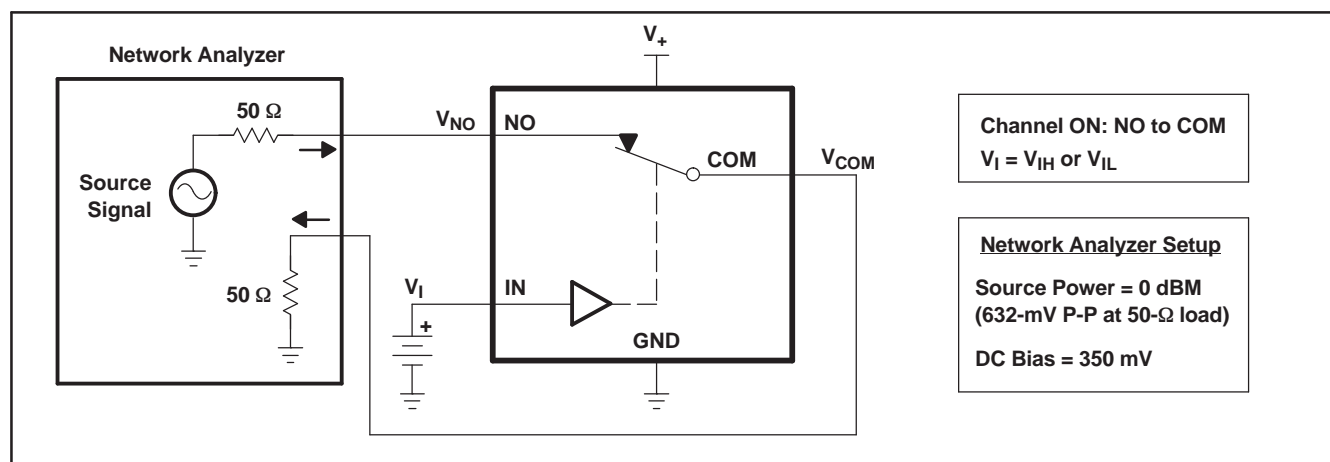 Network Analyzer
50 Ω
Source
Signal
50 Ω
V+
VNO
NO
COM
VCOM
VI
IN
+
GND
Channel ON: NO to COM
VI = VIH or VIL
Network Analyzer Setup
Source Power = 0 dBM
(632-mV P-P at 50-Ω load)
DC Bias = 350 mV